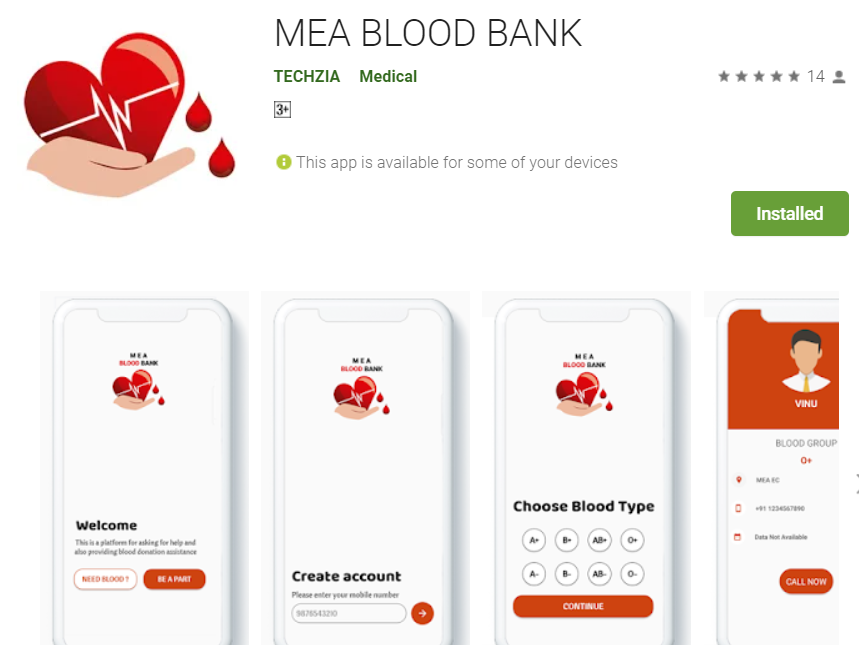 MEA BLOOD BANK
TECHZIA Medical
14
3+
This app is available for some of your devices
Installed
MEA
BLOOD BANK
Welcome
This is a platform for asking for help and
also providing blood donation assistance
NEED BLOOD ?
BE A PART
MEA
BLOOD BANK
Create account
Please enter your mobile number
9876543210
MEA
BLOOD BANK
Choose Blood Type
A+ B+ AB+ O+
A- B- AB- O-
CONTINUE
VINU
BLOOD GROUP
O+
MEA EC
+91 1234567890
Data Not Available
CALL NOW